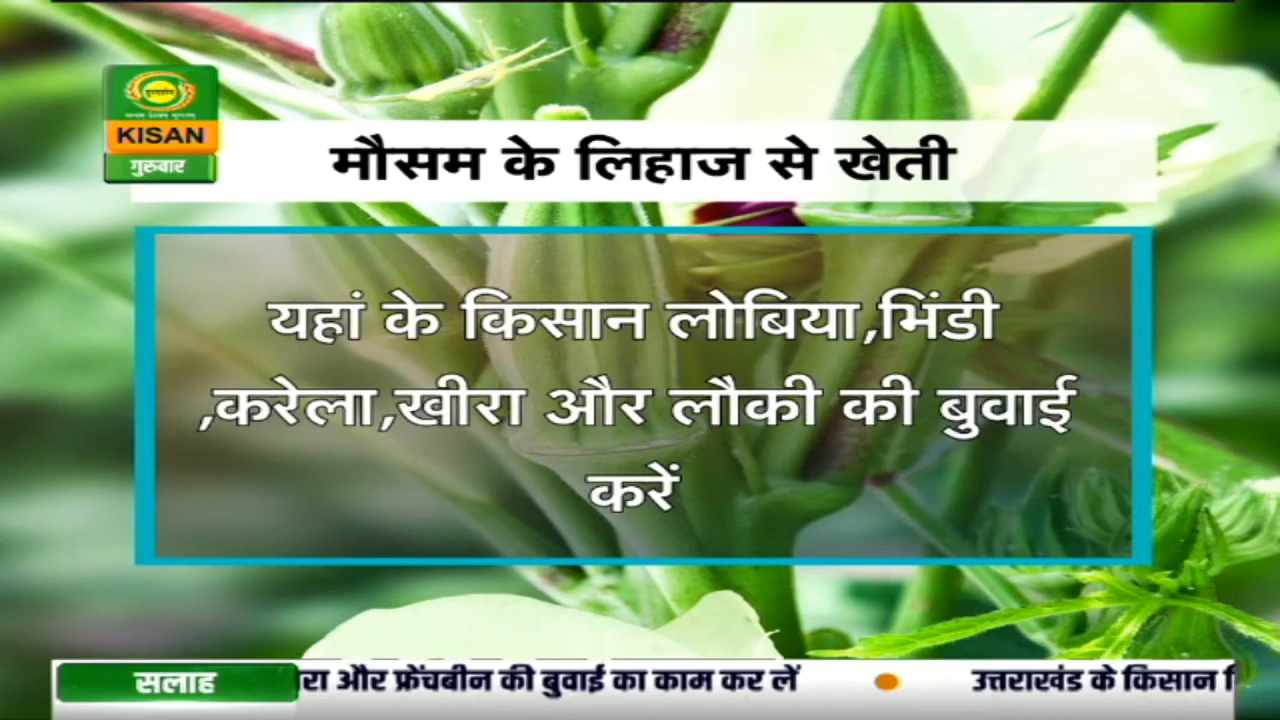 KISAN
गुरुवार
मौसम के लिहाज से खेती
यहां के किसान लोबिया,भिंडी
,करेला,खीरा और लौकी की बुवाई
करें
सलाह
और फ्रेंचबीन की बुवाई का काम कर लें
उत्तराखंड के किसान